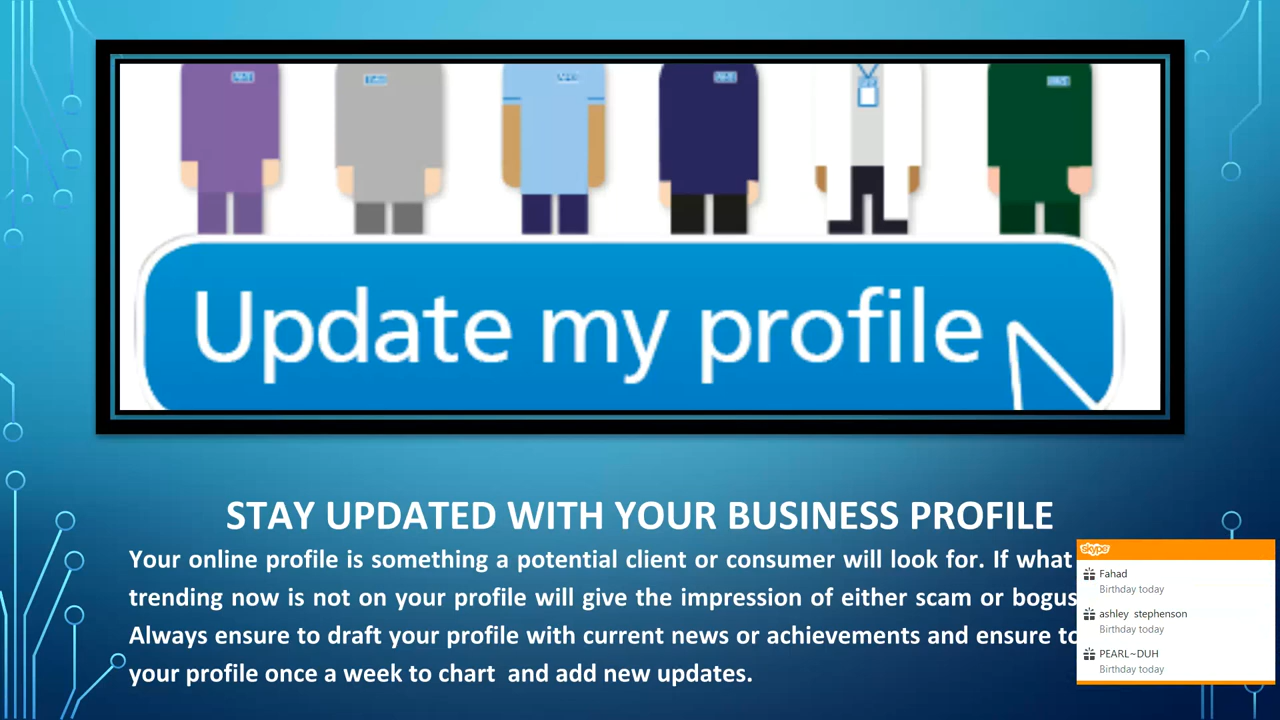 Update my profile
STAY UPDATED WITH YOUR BUSINESS PROFILE
Your online profile is something a potential client or consumer will look for. If what
trending now is not on your profile will give the impression of either scam or bogus
Always ensure to draft your profile with current news or achievements and ensure to
your profile once a week to chart and add new updates.
skype
Fahad
Birthday today
ashley stephenson
Birthday today
PEARL~DUH
Birthday today